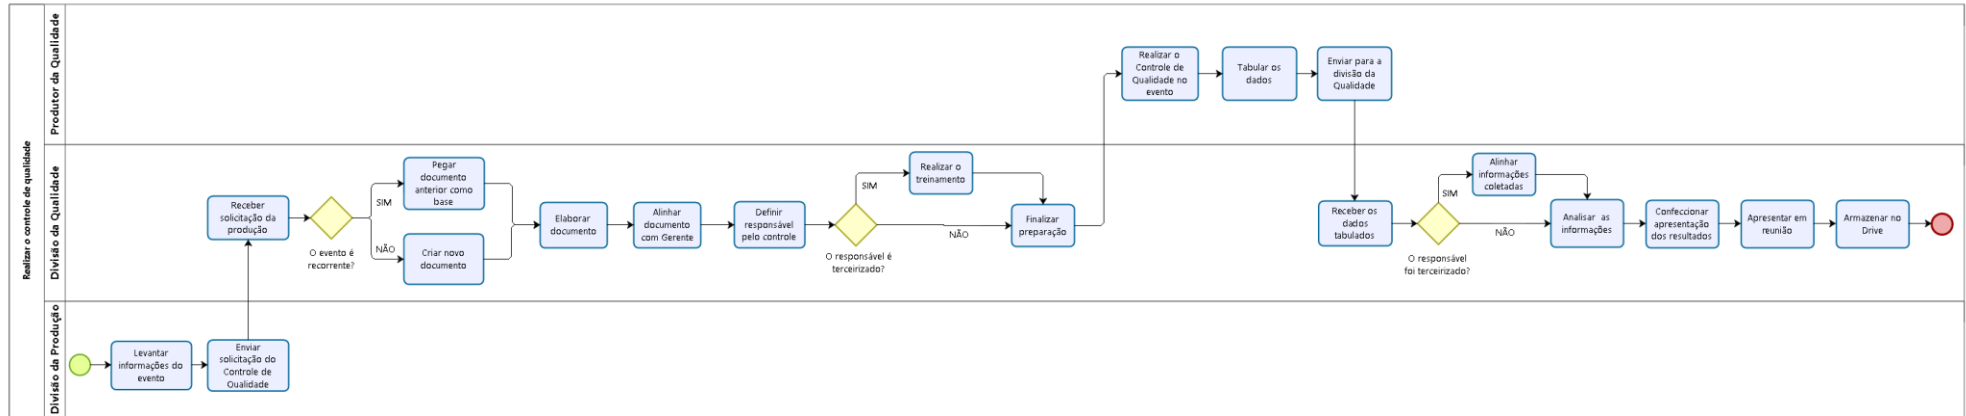 Realizar o controle de qualidade
Produtor da Qualidade
Realizar o
Controle de
Qualidade no
evento
Tabular os
dados
Enviar para a
divisão da
Qualidade
Divisão da Qualidade
Receber
solicitação da
produção
O evento é
recorrente?
SIM
Pegar
documento
anterior como
base
NÃO
Criar novo
documento
Elaborar
documento
Alinhar
documento
com Gerente
Definir
responsável
pelo controle
O responsável é
terceirizado?
SIM
Realizar o
treinamento
NÃO
Finalizar
preparação
Receber os
dados
tabulados
O responsável
foi terceirizado?
SIM
Alinhar
informações
coletadas
NÃO
Analisar as
informações
Confeccionar
apresentação
dos resultados
Apresentar em
reunião
Armazenar no
Drive
Divisão da Produção
Levantar
informações do
evento
Enviar
solicitação do
Controle de
Qualidade